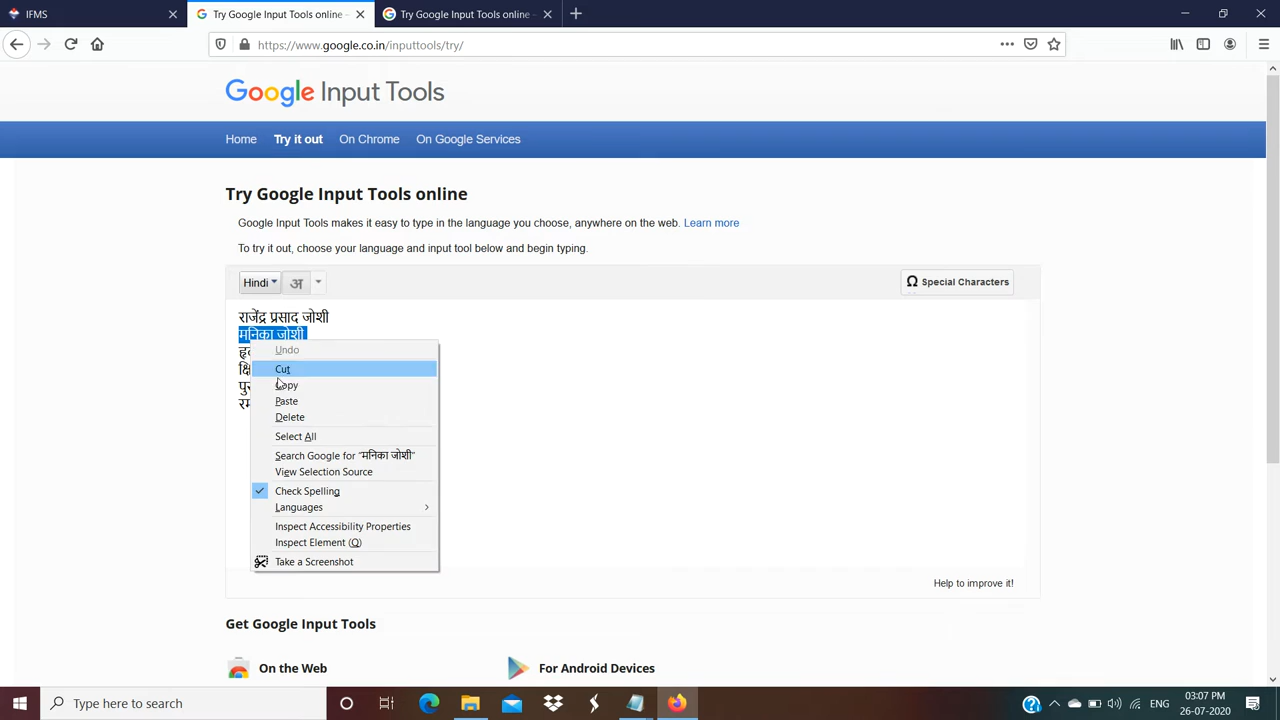 IFMS
Try Google Input Tools online -
Try Google Input Tools online -
https://www.google.co.in/inputtools/try/
Google Input Tools
Home Try it out On Chrome On Google Services
Try Google Input Tools online
Google Input Tools makes it easy to type in the language you choose, anywhere on the web. Learn more
To try it out, choose your language and input tool below and begin typing.
Hindi अ Ω Special Characters
राजेंद्र प्रसाद जोशी
मनिका जोशी
Undo
Cut
Copy
Paste
Delete
Select All
Search Google for "मनिका जोशी"
View Selection Source
Check Spelling
Languages
Inspect Accessibility Properties
Inspect Element (Q)
Take a Screenshot
Help to improve it!
Get Google Input Tools
On the Web For Android Devices
Type here to search
ENG 03:07 PM
26-07-2020